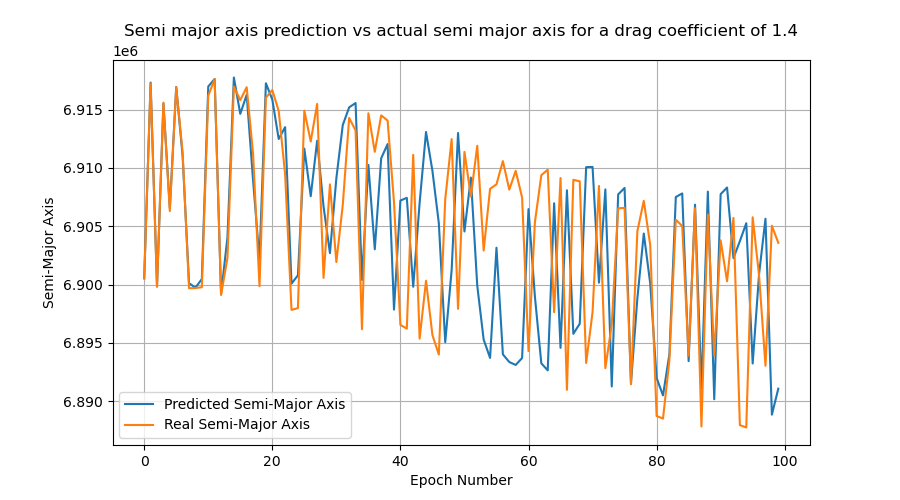 Semi major axis prediction vs actual semi major axis for a drag coefficient of 1.4
1e6
6.915
6.910
6.905
6.900
6.895
6.890
Semi-Major Axis
Predicted Semi-Major Axis
Real Semi-Major Axis
0 20 40 60 80 100
Epoch Number